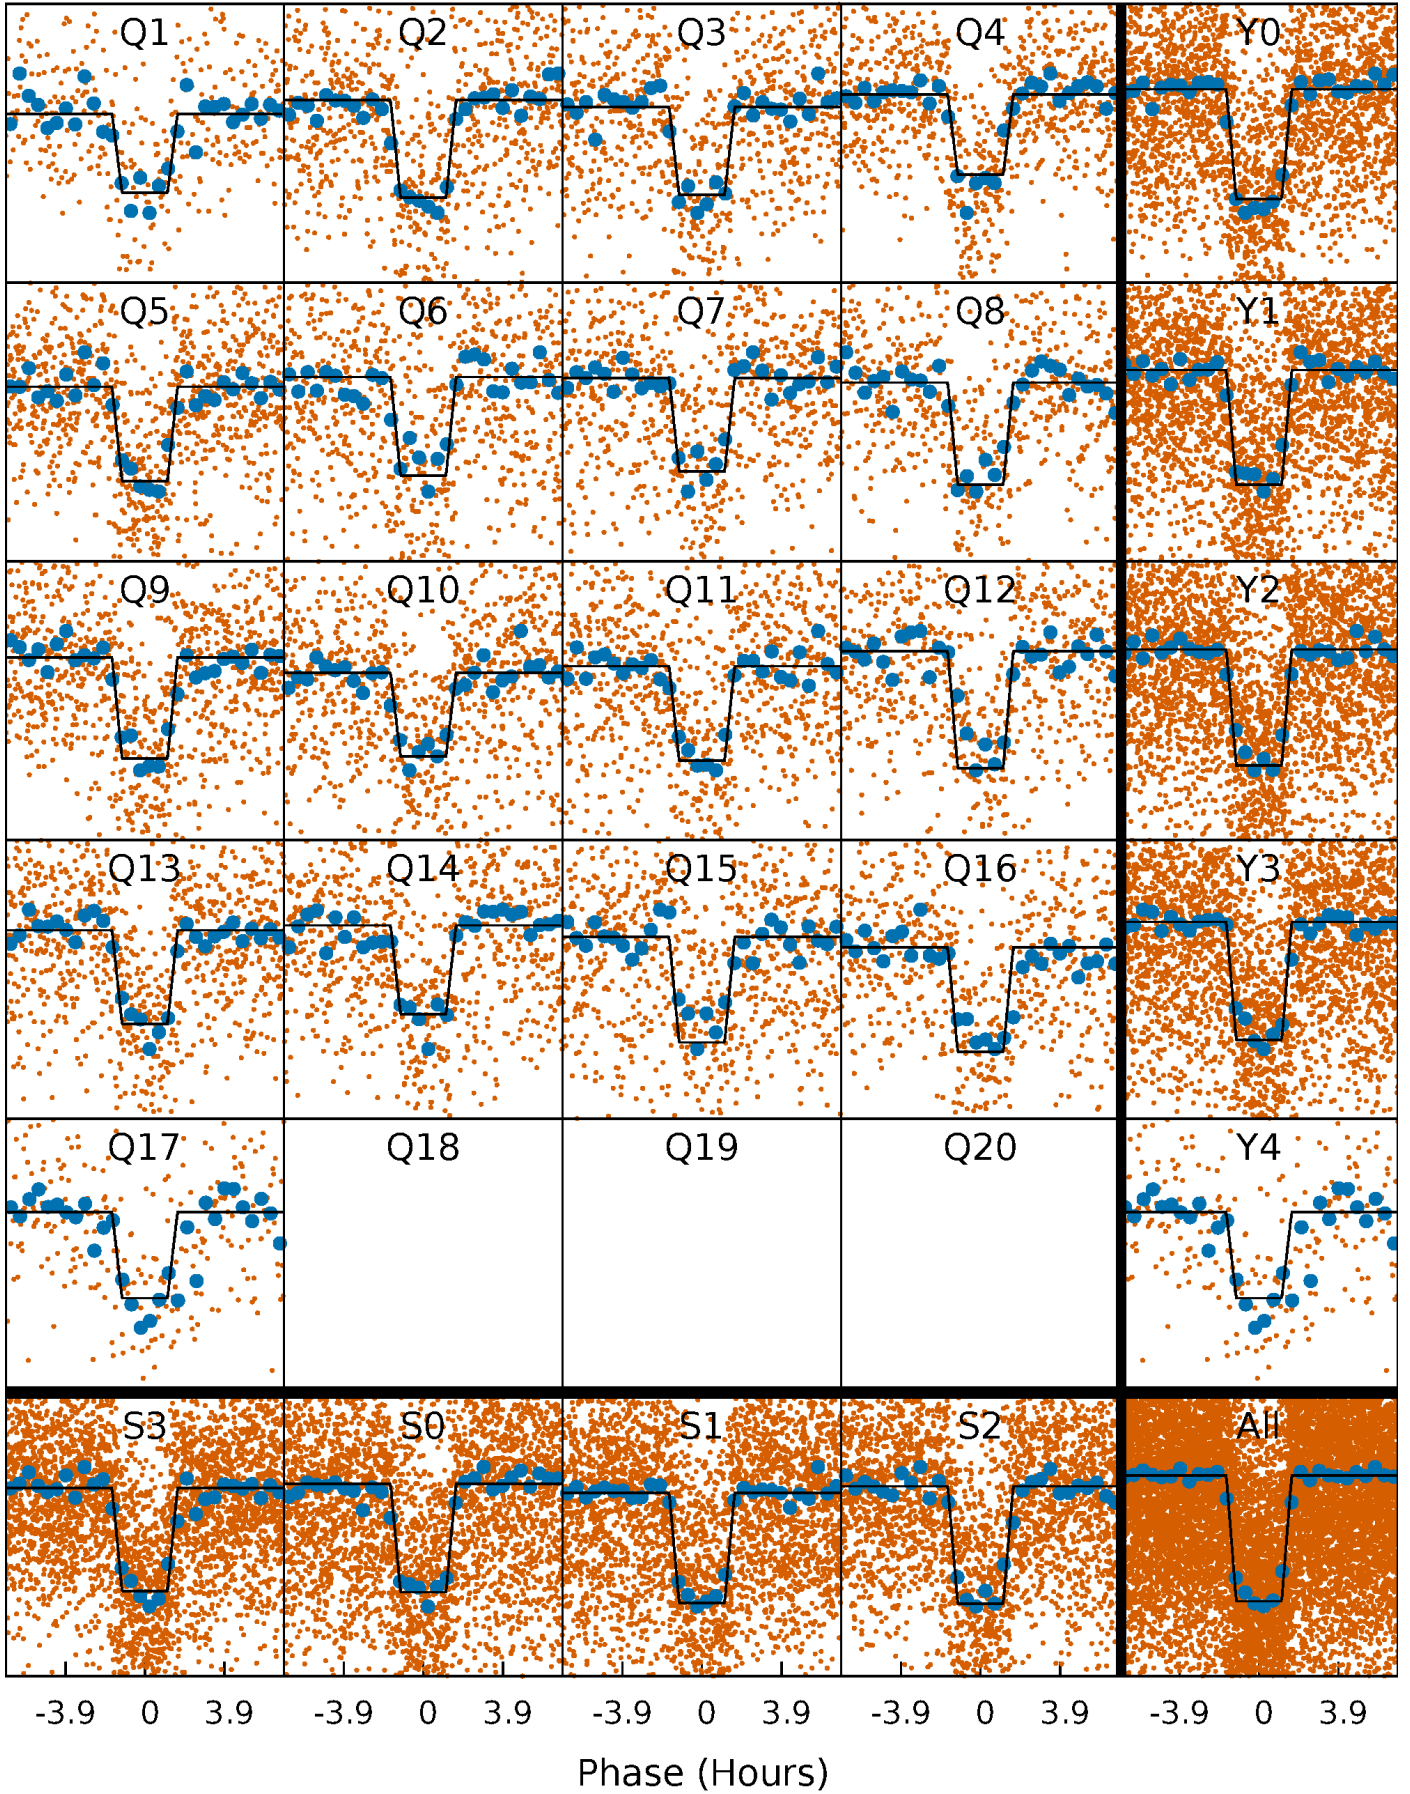 Q1 Q2 Q3 Q4 Y0
Q5 Q6 Q7 Q8 Y1
Q9 Q10 Q11 Q12 Y2
Q13 Q14 Q15 Q16 Y3
Q17 Q18 Q19 Q20 Y4
S3 S0 S1 S2 All
-3.9 0 3.9 -3.9 0 3.9 -3.9 0 3.9 -3.9 0 3.9 -3.9 0 3.9
Phase (Hours)